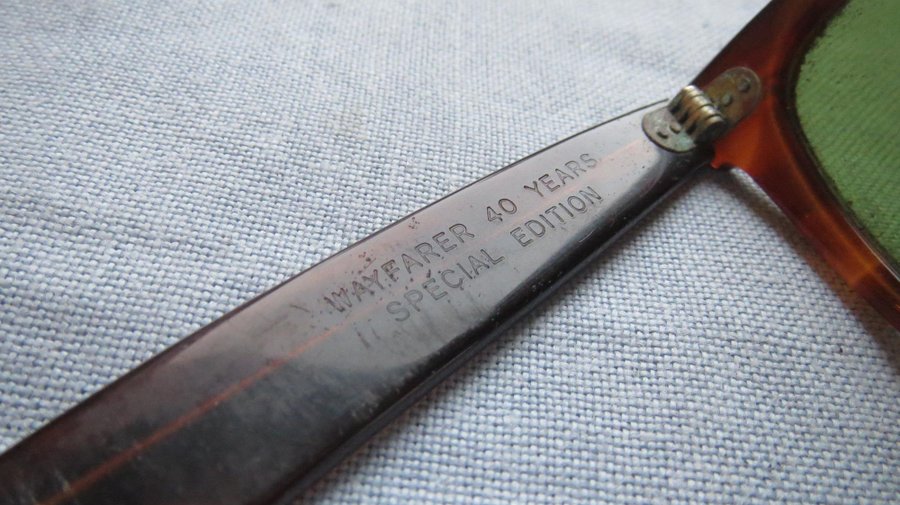 WAYFARER 40 YEARS
SPECIAL EDITION